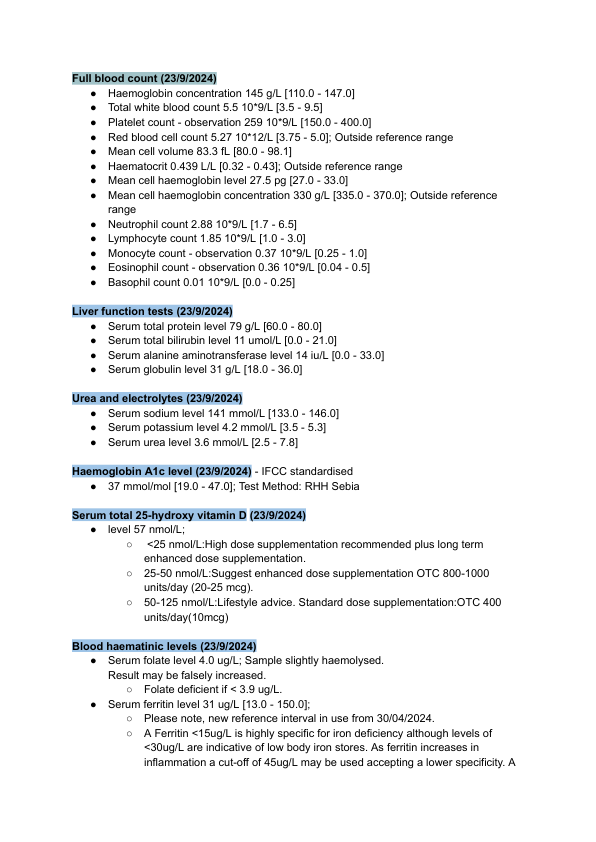 Full blood count (23/9/2024)
● Haemoglobin concentration 145 g/L [110.0 - 147.0]
● Total white blood count 5.5 10*9/L [3.5 - 9.5]
● Platelet count - observation 259 10*9/L [150.0 - 400.0]
● Red blood cell count 5.27 10*12/L [3.75 - 5.0]; Outside reference range
● Mean cell volume 83.3 fL [80.0 - 98.1]
● Haematocrit 0.439 L/L [0.32 - 0.43]; Outside reference range
● Mean cell haemoglobin level 27.5 pg [27.0 - 33.0]
● Mean cell haemoglobin concentration 330 g/L [335.0 - 370.0]; Outside reference
range
● Neutrophil count 2.88 10*9/L [1.7 - 6.5]
● Lymphocyte count 1.85 10*9/L [1.0 - 3.0]
● Monocyte count - observation 0.37 10*9/L [0.25 - 1.0]
● Eosinophil count - observation 0.36 10*9/L [0.04 - 0.5]
● Basophil count 0.01 10*9/L [0.0 - 0.25]
Liver function tests (23/9/2024)
● Serum total protein level 79 g/L [60.0 - 80.0]
● Serum total bilirubin level 11 umol/L [0.0 - 21.0]
● Serum alanine aminotransferase level 14 iu/L [0.0 - 33.0]
● Serum globulin level 31 g/L [18.0 - 36.0]
Urea and electrolytes (23/9/2024)
● Serum sodium level 141 mmol/L [133.0 - 146.0]
● Serum potassium level 4.2 mmol/L [3.5 - 5.3]
● Serum urea level 3.6 mmol/L [2.5 - 7.8]
Haemoglobin A1c level (23/9/2024) - IFCC standardised
● 37 mmol/mol [19.0 - 47.0]; Test Method: RHH Sebia
Serum total 25-hydroxy vitamin D (23/9/2024)
● level 57 nmol/L;
○ <25 nmol/L:High dose supplementation recommended plus long term
enhanced dose supplementation.
○ 25-50 nmol/L:Suggest enhanced dose supplementation OTC 800-1000
units/day (20-25 mcg).
○ 50-125 nmol/L:Lifestyle advice. Standard dose supplementation:OTC 400
units/day(10mcg)
Blood haematinic levels (23/9/2024)
● Serum folate level 4.0 ug/L; Sample slightly haemolysed.
Result may be falsely increased.
○ Folate deficient if < 3.9 ug/L.
● Serum ferritin level 31 ug/L [13.0 - 150.0];
○ Please note, new reference interval in use from 30/04/2024.
○ A Ferritin <15ug/L is highly specific for iron deficiency although levels of
<30ug/L are indicative of low body iron stores. As ferritin increases in
inflammation a cut-off of 45ug/L may be used accepting a lower specificity. A